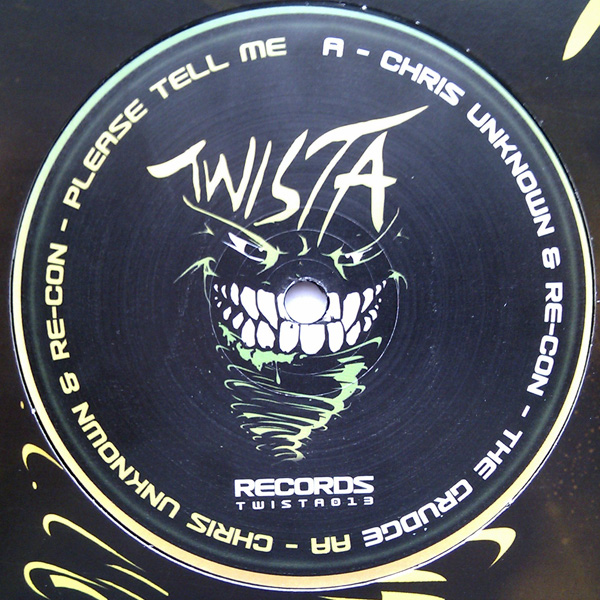 A - CHRIS UNKNOWN & RE-CON - THE GRUDGE
AA - CHRIS UNKNOWN & RE-CON - PLEASE TELL ME
TWISTA
RECORDS
TWISTA013